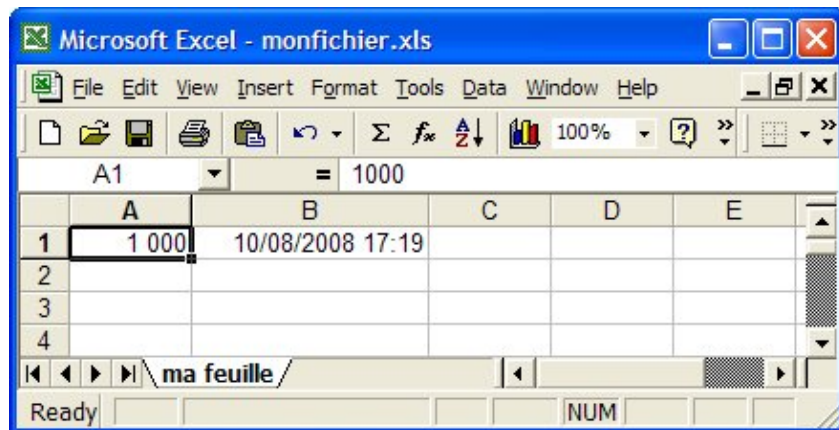 Microsoft Excel - monfichier.xls
File Edit View Insert Format Tools Data Window Help
100%
A1 = 1000
A B C D E
1 1 000 10/08/2008 17:19
2
3
4
ma feuille
Ready NUM